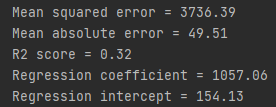 Mean squared error = 3736.39
Mean absolute error = 49.51
R2 score = 0.32
Regression coefficient = 1057.06
Regression intercept = 154.13